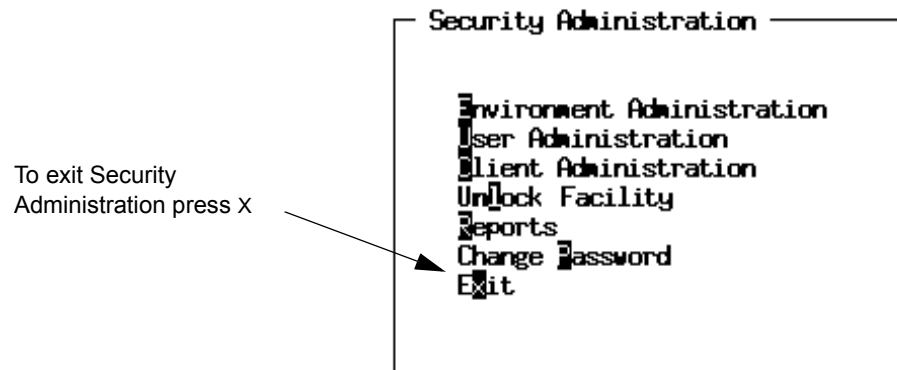 Security Administration
Environment Administration
User Administration
Client Administration
Unlock Facility
Reports
Change Password
Exit
To exit Security
Administration press X